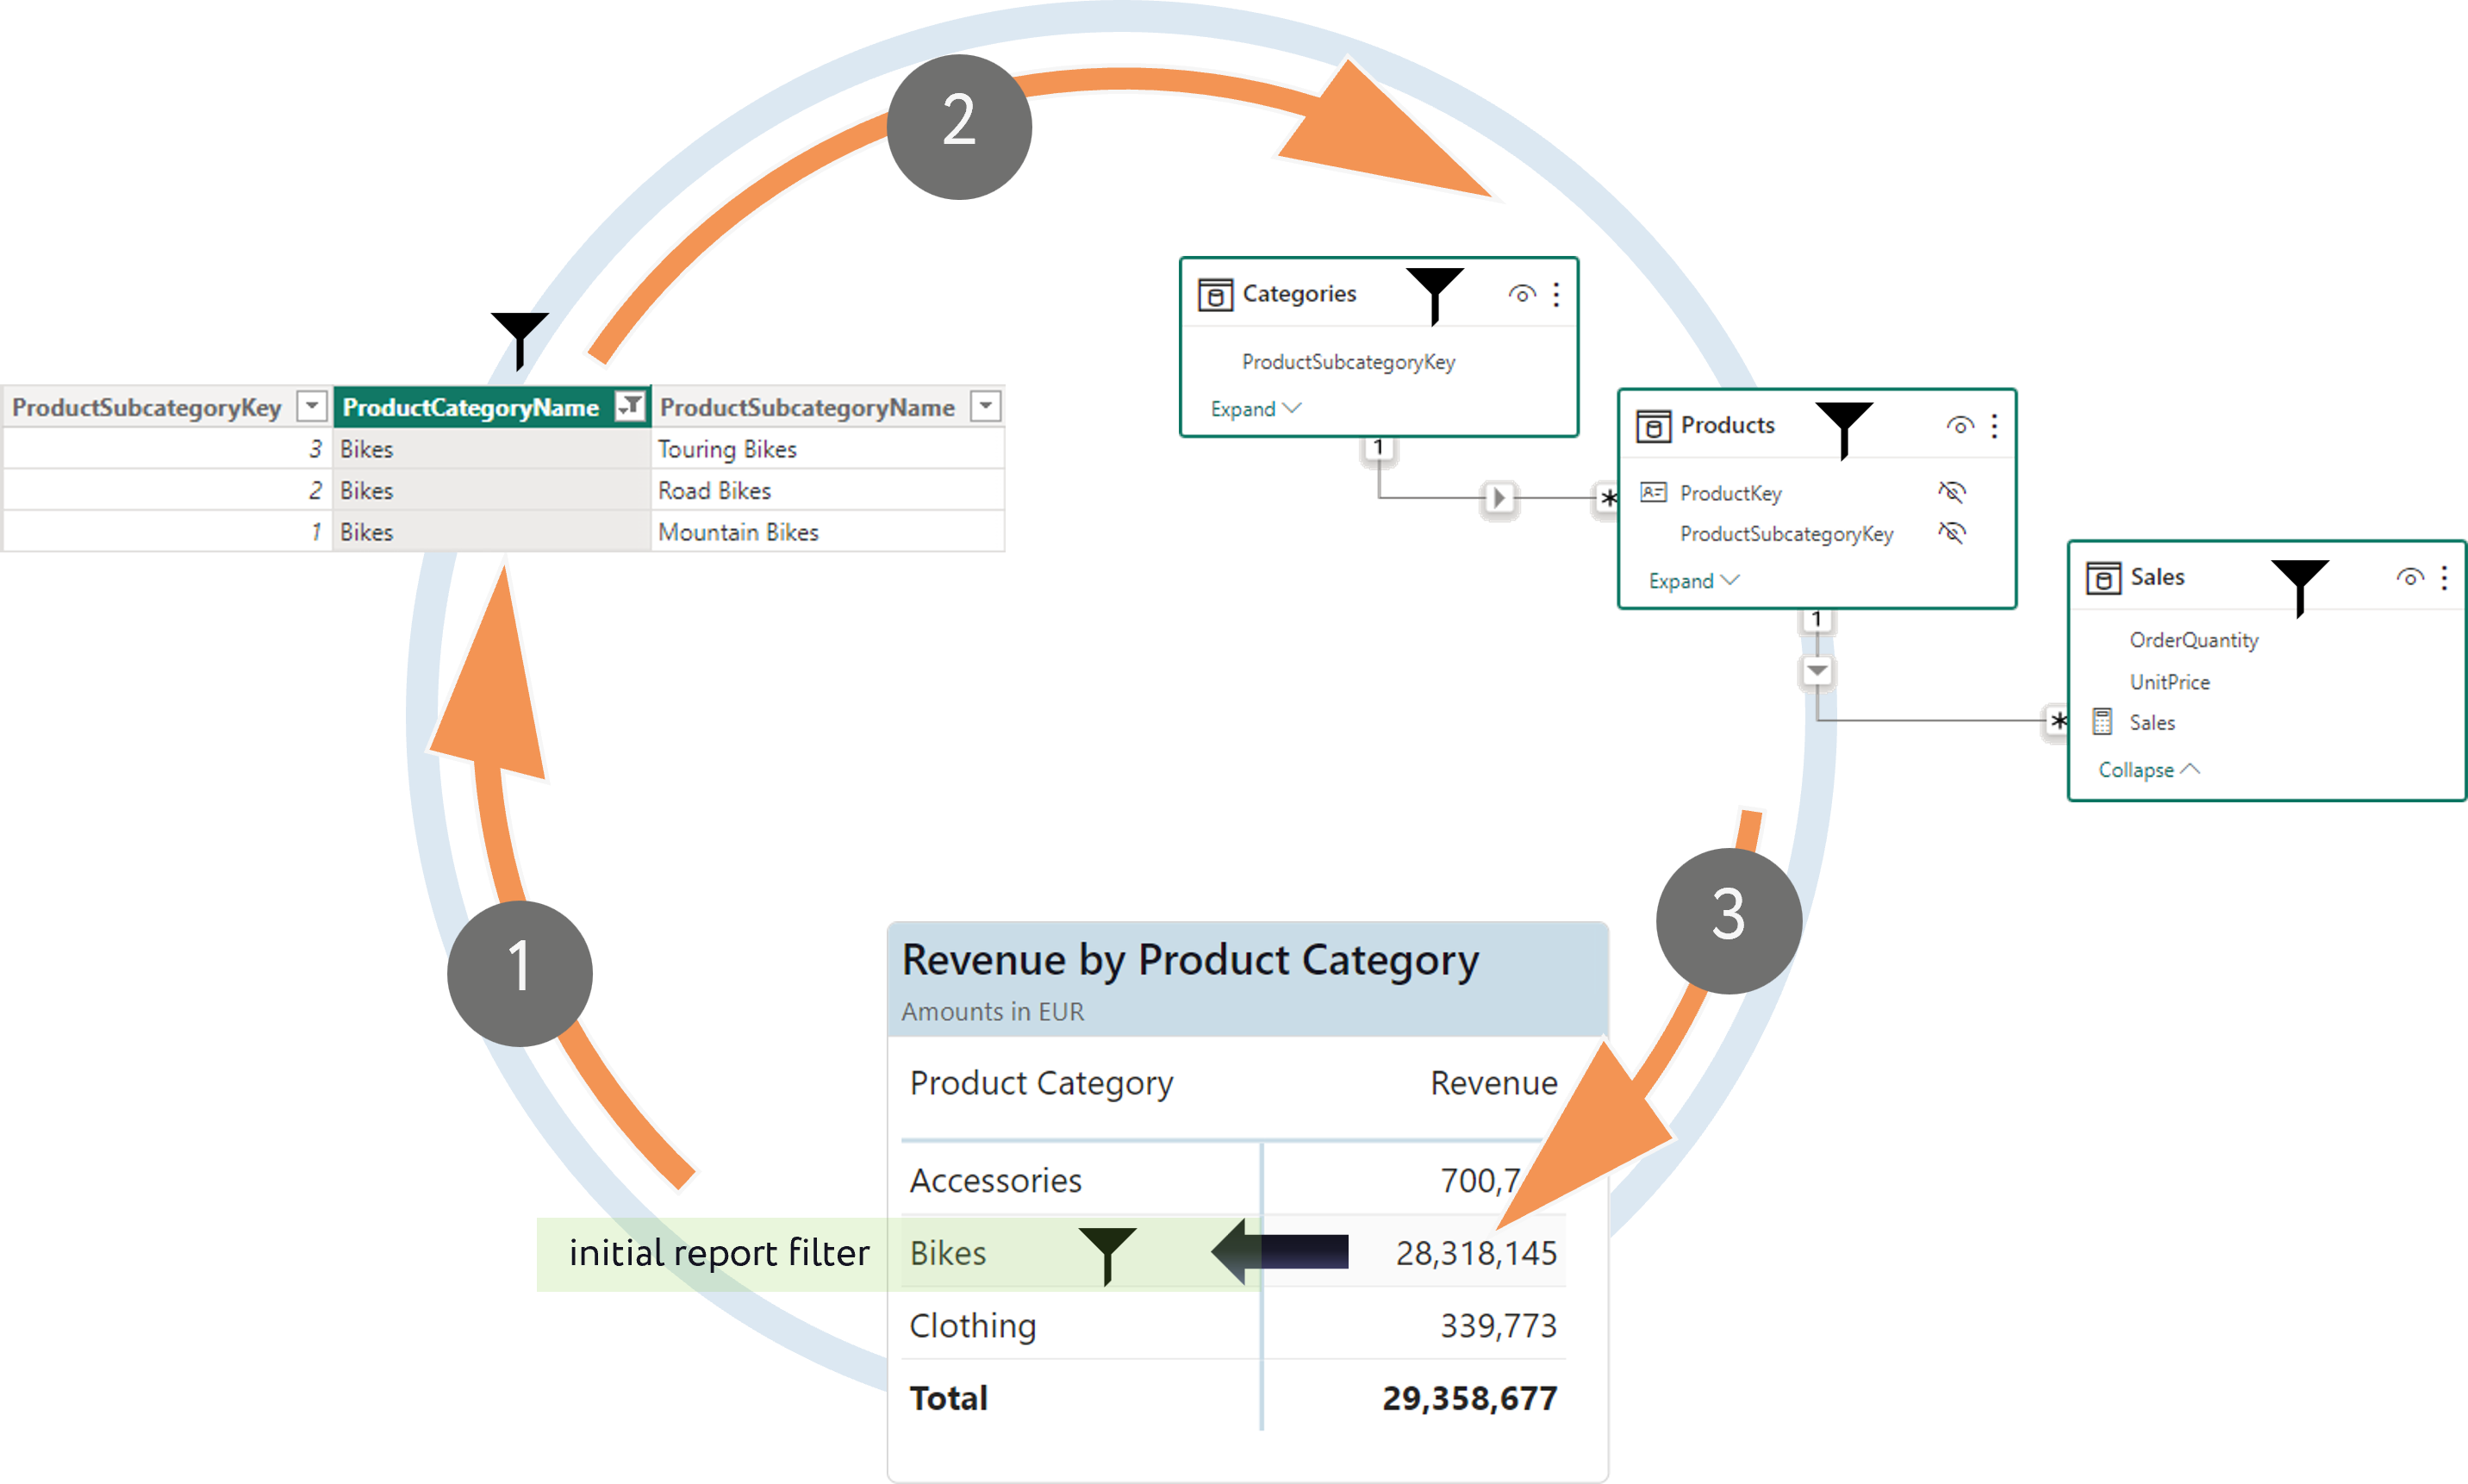 2
Categories
ProductSubcategoryKey
Expand
1
*
Products
ProductKey
ProductSubcategoryKey
Expand
1
*
Sales
OrderQuantity
UnitPrice
Sales
Collapse
ProductSubcategoryKey ProductCategoryName ProductSubcategoryName
3 Bikes Touring Bikes
2 Bikes Road Bikes
1 Bikes Mountain Bikes
1
3
Revenue by Product Category
Amounts in EUR
Product Category Revenue
Accessories
initial report filter Bikes 28,318,145
Clothing 339,773
Total 29,358,677